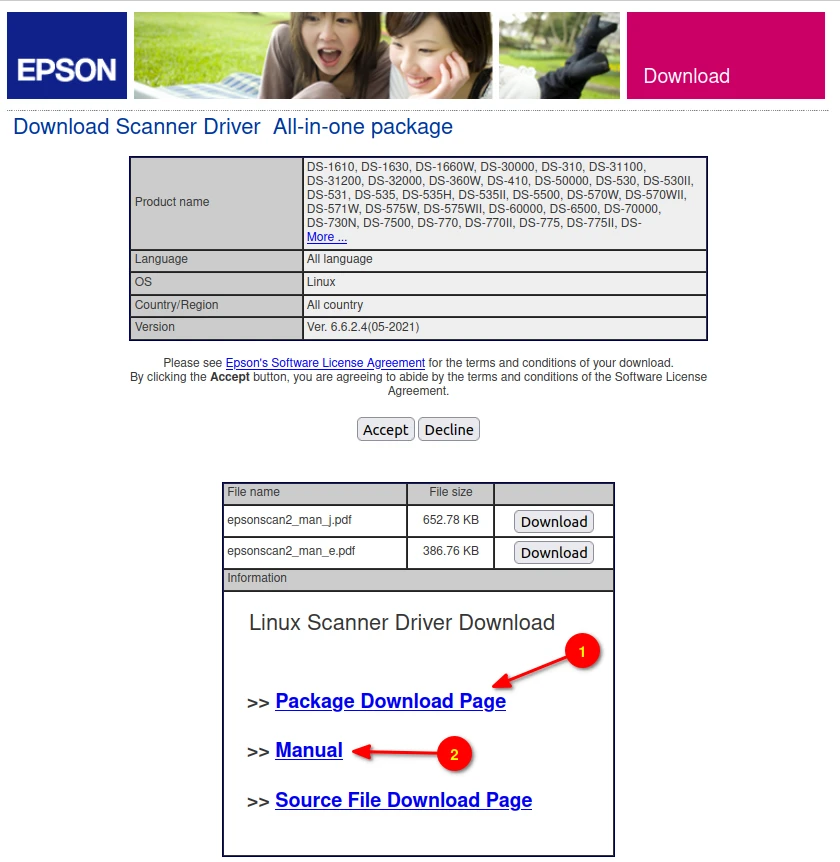 EPSON
Download
Download Scanner Driver All-in-one package
Product name
DS-1610, DS-1630, DS-1660W, DS-30000, DS-310, DS-31100,
DS-31200, DS-32000, DS-360W, DS-410, DS-50000, DS-530, DS-530II,
DS-531, DS-535, DS-535H, DS-535II, DS-5500, DS-570W, DS-570WII,
DS-571W, DS-575W, DS-575WII, DS-60000, DS-6500, DS-70000,
DS-730N, DS-7500, DS-770, DS-770II, DS-775, DS-775II, DS-
More ...
Language All language
OS Linux
Country/Region All country
Version Ver. 6.6.2.4(05-2021)
Please see Epson's Software License Agreement for the terms and conditions of your download.
By clicking the Accept button, you are agreeing to abide by the terms and conditions of the Software License
Agreement.
Accept Decline
File name File size
epsonscan2_man_j.pdf 652.78 KB Download
epsonscan2_man_e.pdf 386.76 KB Download
Information
Linux Scanner Driver Download
1
>> Package Download Page
>> Manual 2
>> Source File Download Page